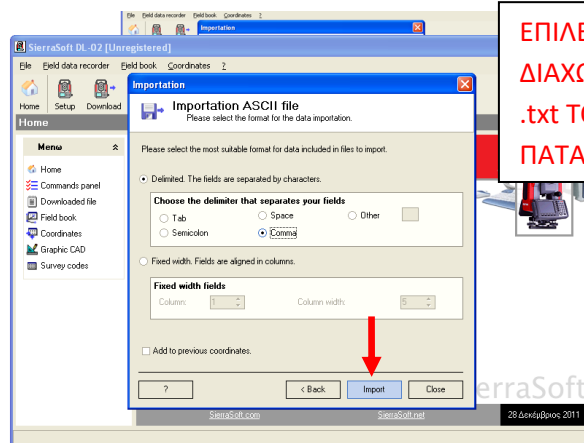 File Field data recorder Field book Coordinates ?
Importation
SierraSoft DL-02 [Unregistered]
File Field data recorder Field book Coordinates ?
Home Setup Download
Home
Menu
Home
Commands panel
Downloaded file
Field book
Coordinates
Graphic CAD
Survey codes
Importation
Importation ASCII file
Please select the format for the data importation.
Please select the most suitable format for data included in files to import.
Delimited. The fields are separated by characters.
Choose the delimiter that separates your fields
Tab Space Other
Semicolon Comma
Fixed width. Fields are aligned in columns.
Fixed width fields
Column: 1 Column width: 5
Add to previous coordinates.
? < Back Import Close
SierraSoft.com SierraSoft.net
28 Δεκέμβριος 2011
.txt